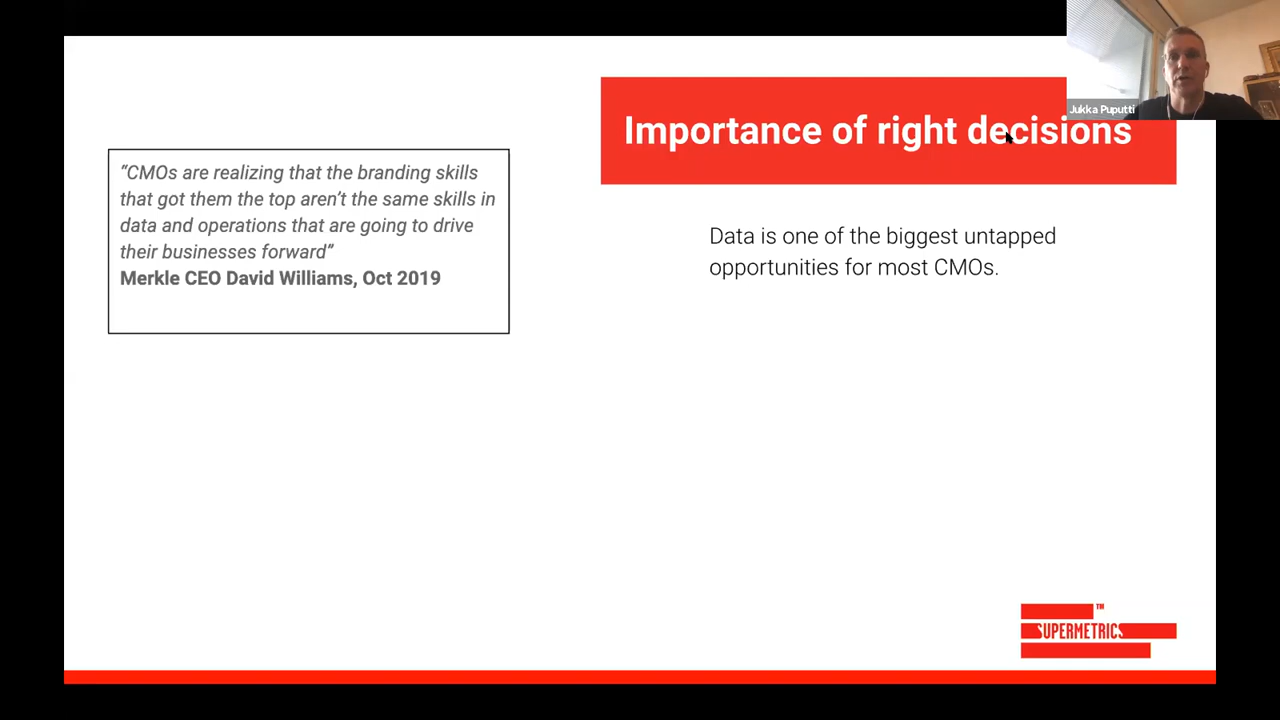 Jukka Puputti
Importance of right decisions
“CMOs are realizing that the branding skills
that got them the top aren’t the same skills in
data and operations that are going to drive
their businesses forward”
Merkle CEO David Williams, Oct 2019
Data is one of the biggest untapped
opportunities for most CMOs.
SUPERMETRICS
TM